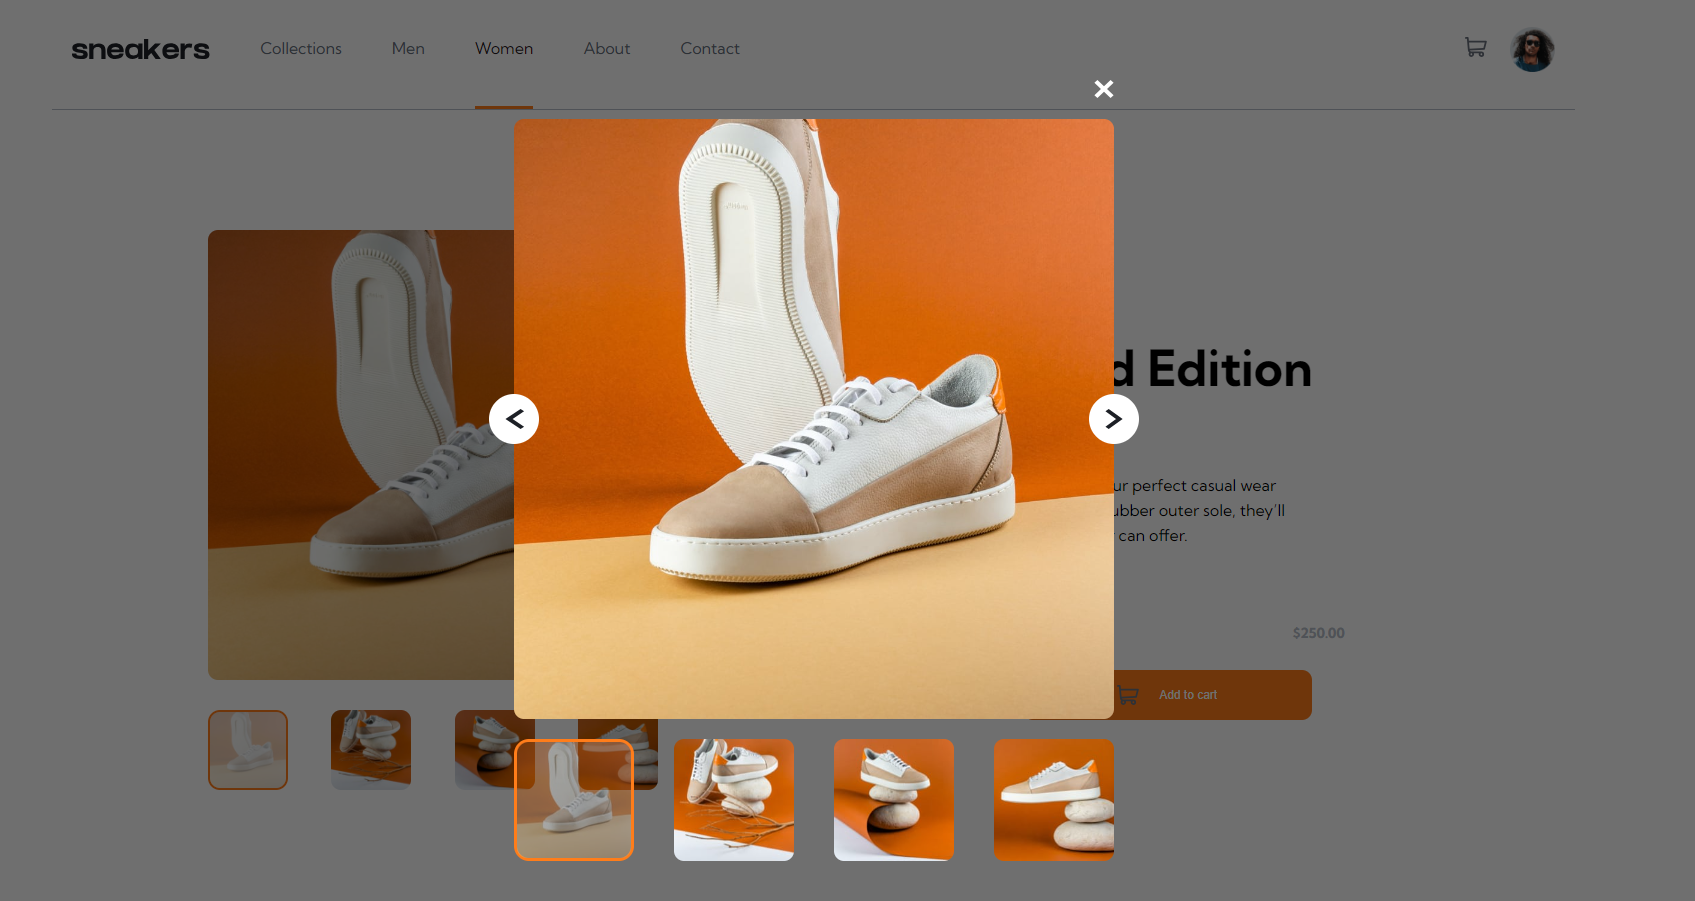 sneakers Collections Men Women About Contact
d Edition
ur perfect casual wear
ubber outer sole, they'll
can offer.
$250.00
Add to cart